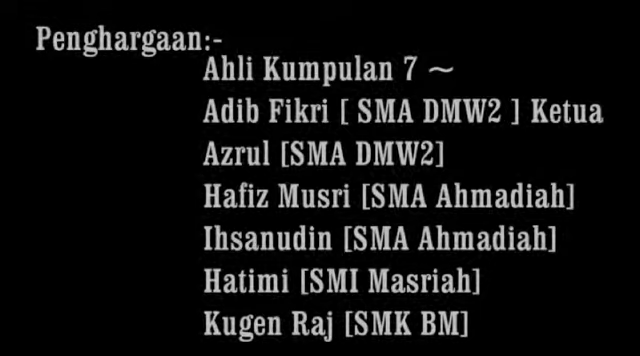 Penghargaan:-
Ahli Kumpulan 7 ~
Adib Fikri [ SMA DMW2 ] Ketua
Azrul [SMA DMW2]
Hafiz Musri [SMA Ahmadiah]
Ihsanudin [SMA Ahmadiah]
Hatimi [SMI Masriah]
Kugen Raj [SMK BM]